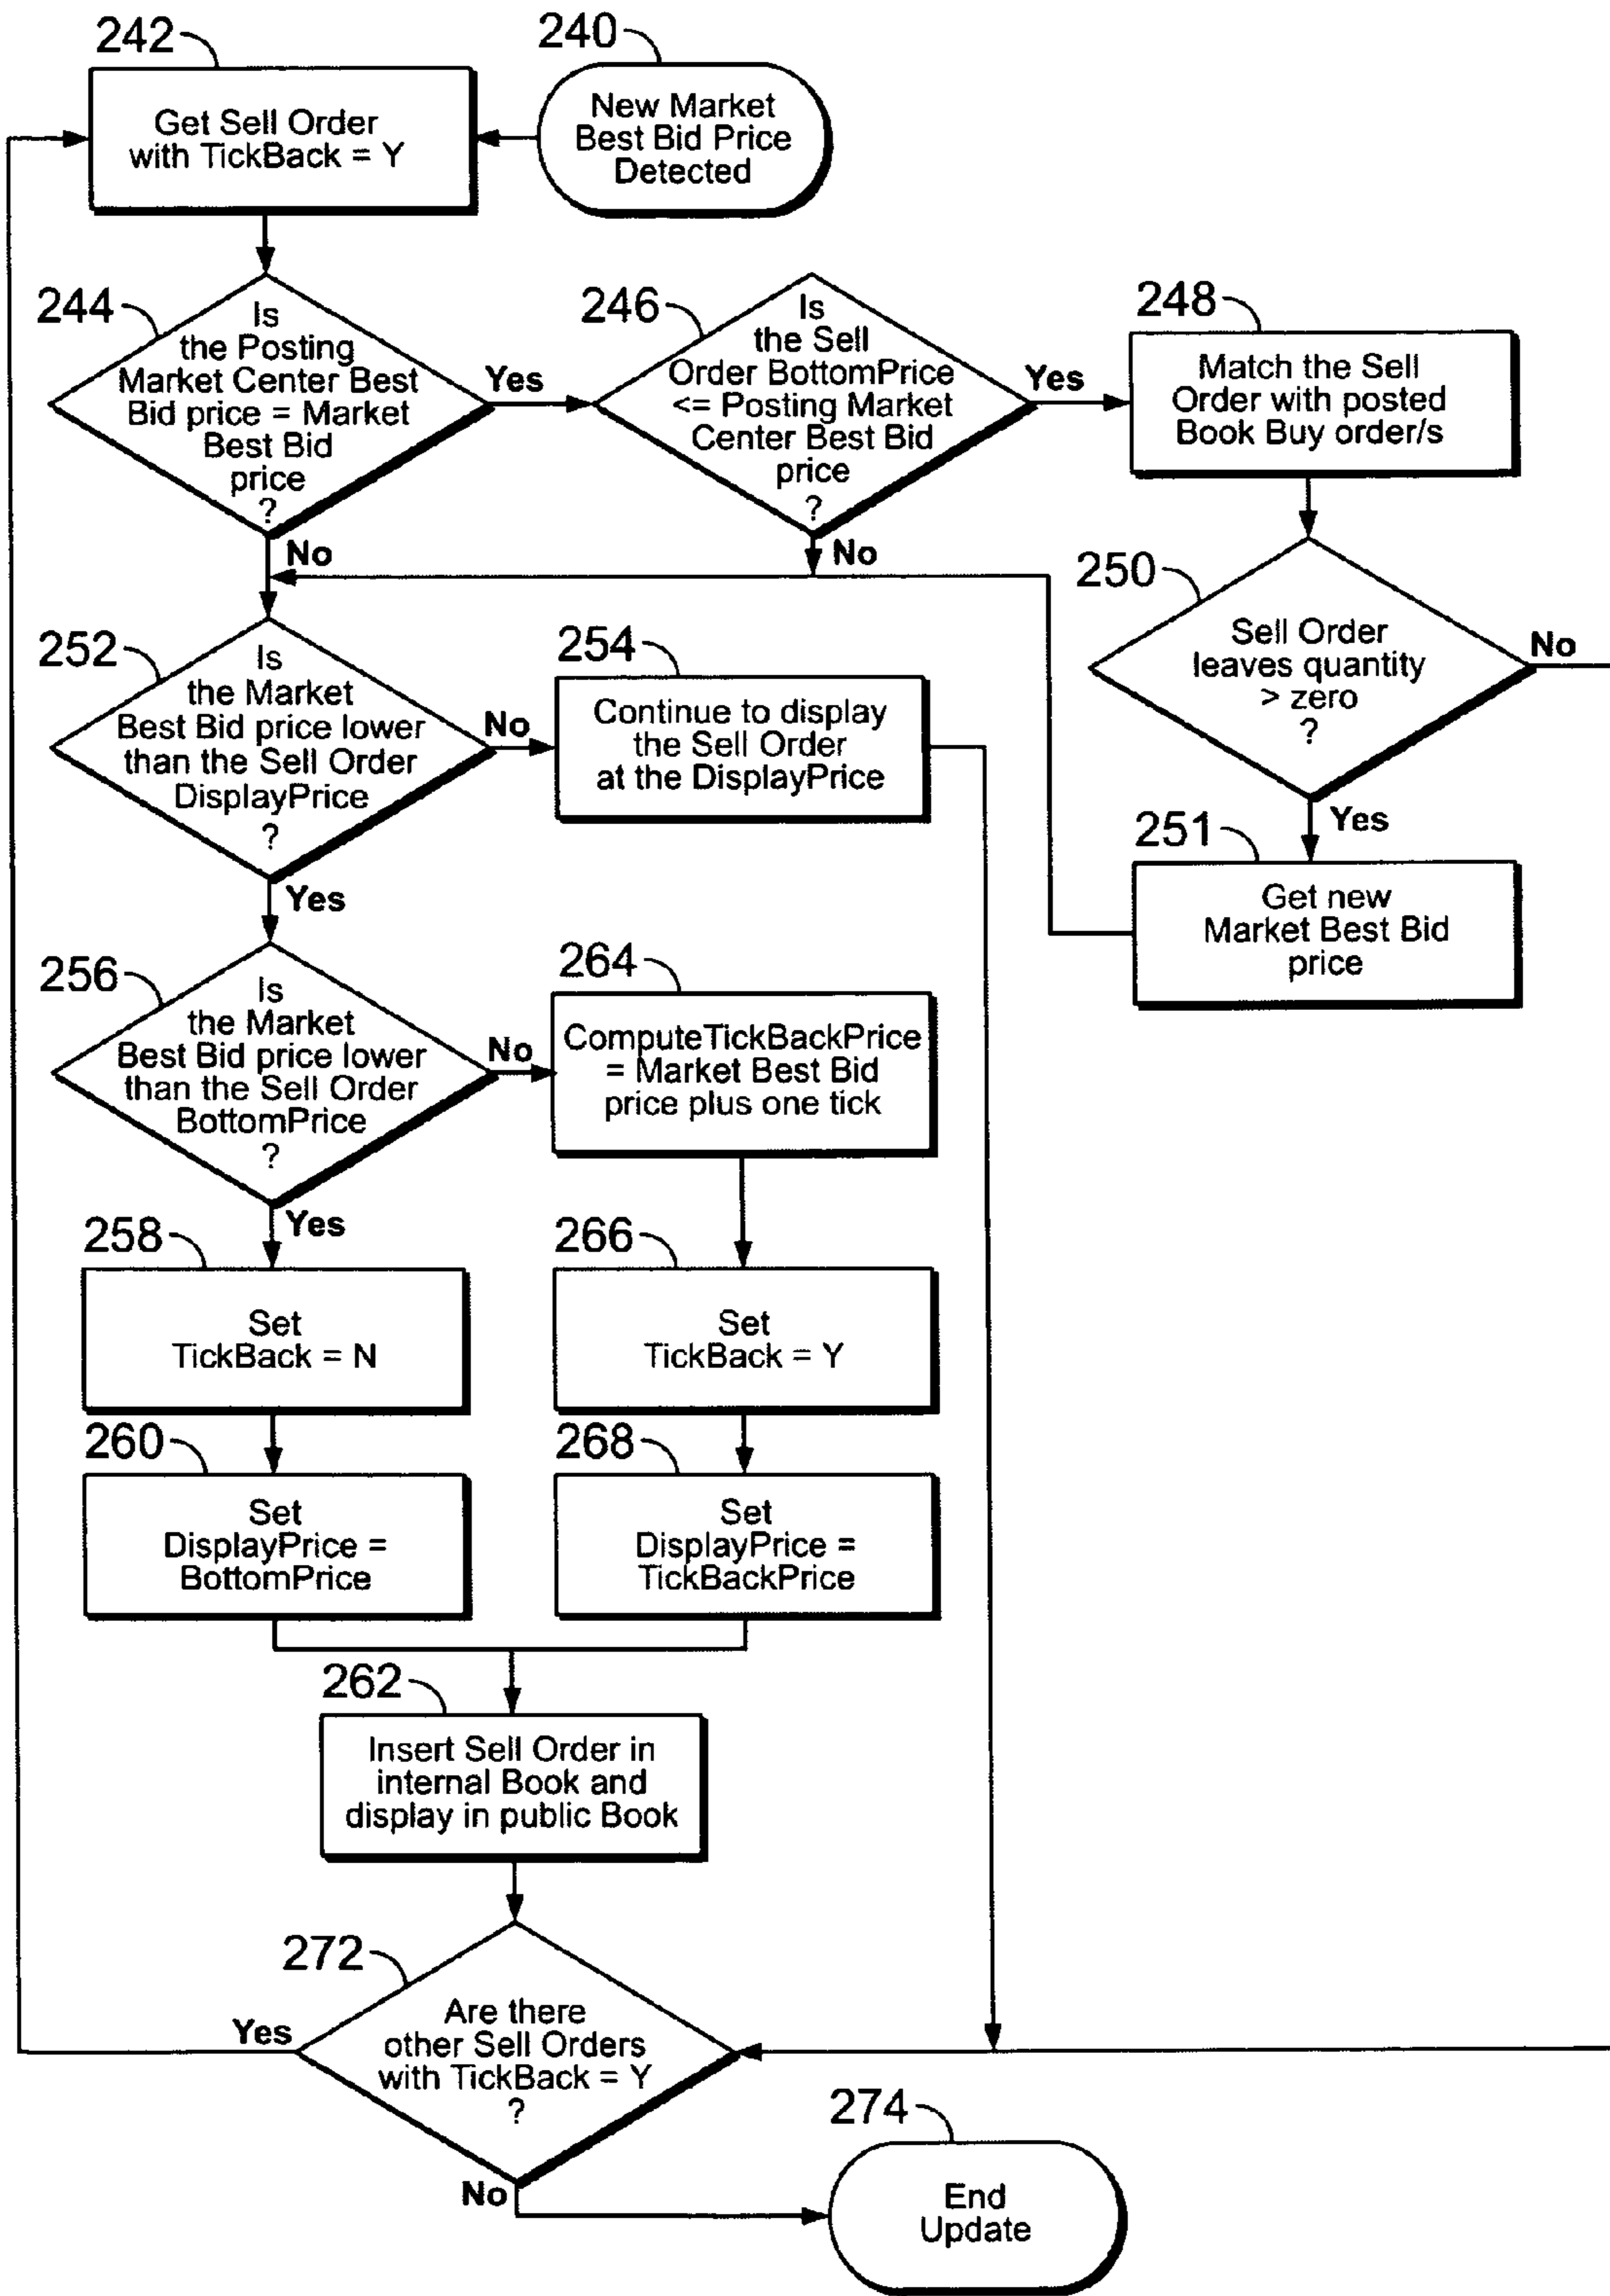 242
240
Get Sell Order
with TickBack = Y
New Market
Best Bid Price
Detected
244
Is
the Posting
Market Center Best
Bid price = Market
Best Bid
price
?
Yes
No
246
Is
the Sell
Order BottomPrice
<= Posting Market
Center Best Bid
price
?
Yes
No
248
Match the Sell
Order with posted
Book Buy order/s
250
Sell Order
leaves quantity
> zero
?
No
Yes
251
Get new
Market Best Bid
price
252
Is
the Market
Best Bid price lower
than the Sell Order
DisplayPrice
?
No
Yes
254
Continue to display
the Sell Order
at the DisplayPrice
256
Is
the Market
Best Bid price lower
than the Sell Order
BottomPrice
?
No
Yes
264
ComputeTickBackPrice
= Market Best Bid
price plus one tick
258
Set
TickBack = N
266
Set
TickBack = Y
260
Set
DisplayPrice =
BottomPrice
268
Set
DisplayPrice =
TickBackPrice
262
Insert Sell Order in
internal Book and
display in public Book
272
Are there
other Sell Orders
with TickBack = Y
?
Yes
No
274
End
Update